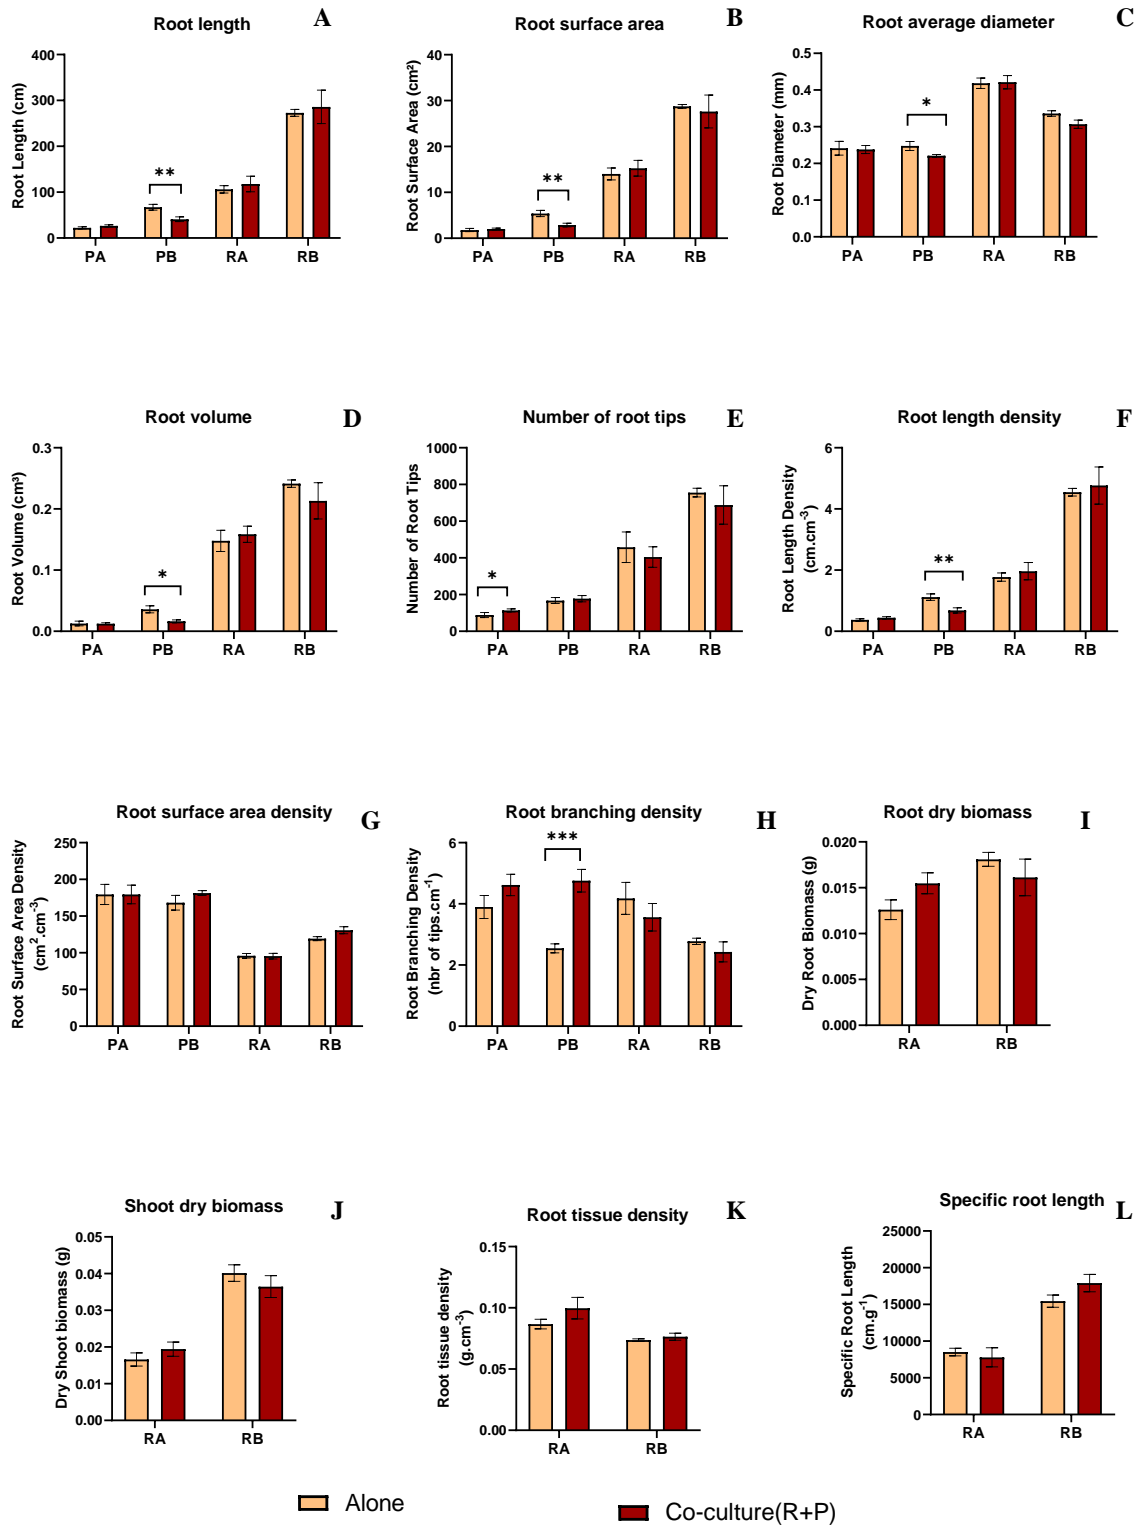 Root length
A
Root Length (cm)
400
300
200
100
0
**
PA PB RA RB
Root surface area
B
Root Surface Area (cm²)
40
30
20
10
0
**
PA PB RA RB
Root average diameter
C
Root Diameter (mm)
0.5
0.4
0.3
0.2
0.1
0.0
*
PA PB RA RB
Root volume
D
Root Volume (cm³)
0.3
0.2
0.1
0.0
*
PA PB RA RB
Number of root tips
E
Number of Root Tips
1000
800
600
400
200
0
*
PA PB RA RB
Root length density
F
Root Length Density
(cm.cm⁻³)
6
4
2
0
**
PA PB RA RB
Root surface area density
G
Root Surface Area Density
(cm².cm⁻³)
250
200
150
100
50
0
PA PB RA RB
Root branching density
H
Root Branching Density
(nbr of tips.cm⁻¹)
6
4
2
0
***
PA PB RA RB
Root dry biomass
I
Dry Root Biomass (g)
0.020
0.015
0.010
0.005
0.000
RA RB
Shoot dry biomass
J
Dry Shoot biomass (g)
0.05
0.04
0.03
0.02
0.01
0.00
RA RB
Root tissue density
K
Root tissue density
(g.cm⁻³)
0.15
0.10
0.05
0.00
RA RB
Specific root length
L
Specific Root Length
(cm.g⁻¹)
25000
20000
15000
10000
5000
0
RA RB
Alone
Co-culture(R+P)